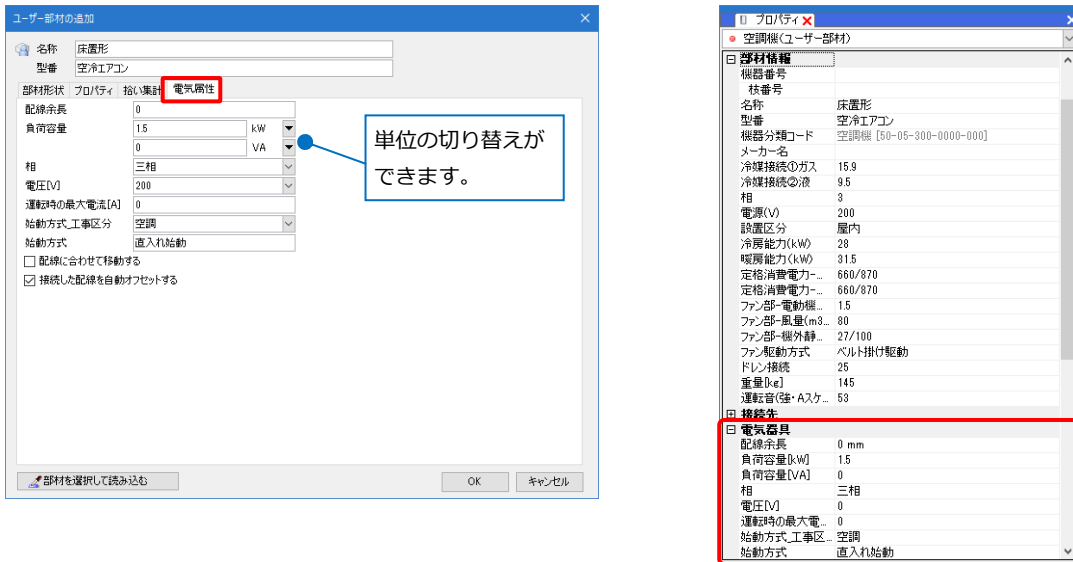 ユーザー部材の追加
名称 床置形
型番 空冷エアコン
部材形状 プロパティ 拾い集計 電気属性
配線余長 0
負荷容量 1.5 kW
0 VA
相 三相
電圧[V] 200
運転時の最大電流[A] 0
始動方式_工事区分 空調
始動方式 直入れ始動
配線に合わせて移動する
接続した配線を自動オフセットする
部材を選択して読み込む OK キャンセル
単位の切り替えが
できます。
プロパティ
空調機(ユーザー部材)
部材情報
機器番号
枝番号
名称 床置形
型番 空冷エアコン
機器分類コード 空調機 [50-05-300-0000-000]
メーカー名
冷媒接続①ガス 15.9
冷媒接続②液 9.5
相 3
電源(V) 200
設置区分 屋内
冷房能力(kW) 28
暖房能力(kW) 31.5
定格消費電力-... 660/870
定格消費電力-... 660/870
ファン部-電動機... 1.5
ファン部-風量(m3... 80
ファン部-機外静... 27/100
ファン駆動方式 ベルト掛け駆動
ドレン接続 25
重量[kg] 145
運転音(強・Aスケ... 53
接続先
電気器具
配線余長 0 mm
負荷容量[kW] 1.5
負荷容量[VA] 0
相 三相
電圧[V] 0
運転時の最大電... 0
始動方式_工事区... 空調
始動方式 直入れ始動